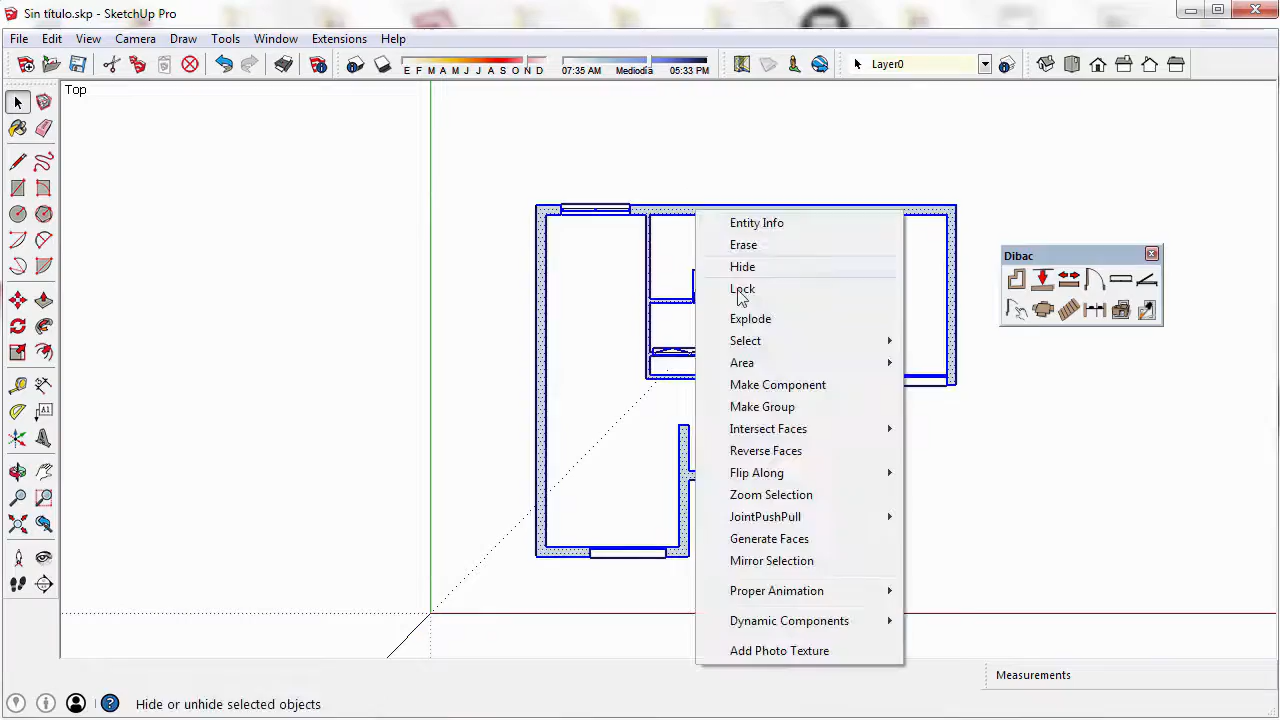 Sin título.skp - SketchUp Pro
File Edit View Camera Draw Tools Window Extensions Help
E F M A M J J A S O N D
07:35 AM Mediodía 05:33 PM
Layer0
Top
Entity Info
Erase
Hide
Lock
Explode
Select
Area
Make Component
Make Group
Intersect Faces
Reverse Faces
Flip Along
Zoom Selection
JointPushPull
Generate Faces
Mirror Selection
Proper Animation
Dynamic Components
Add Photo Texture
Dibac
A1
Measurements
Hide or unhide selected objects